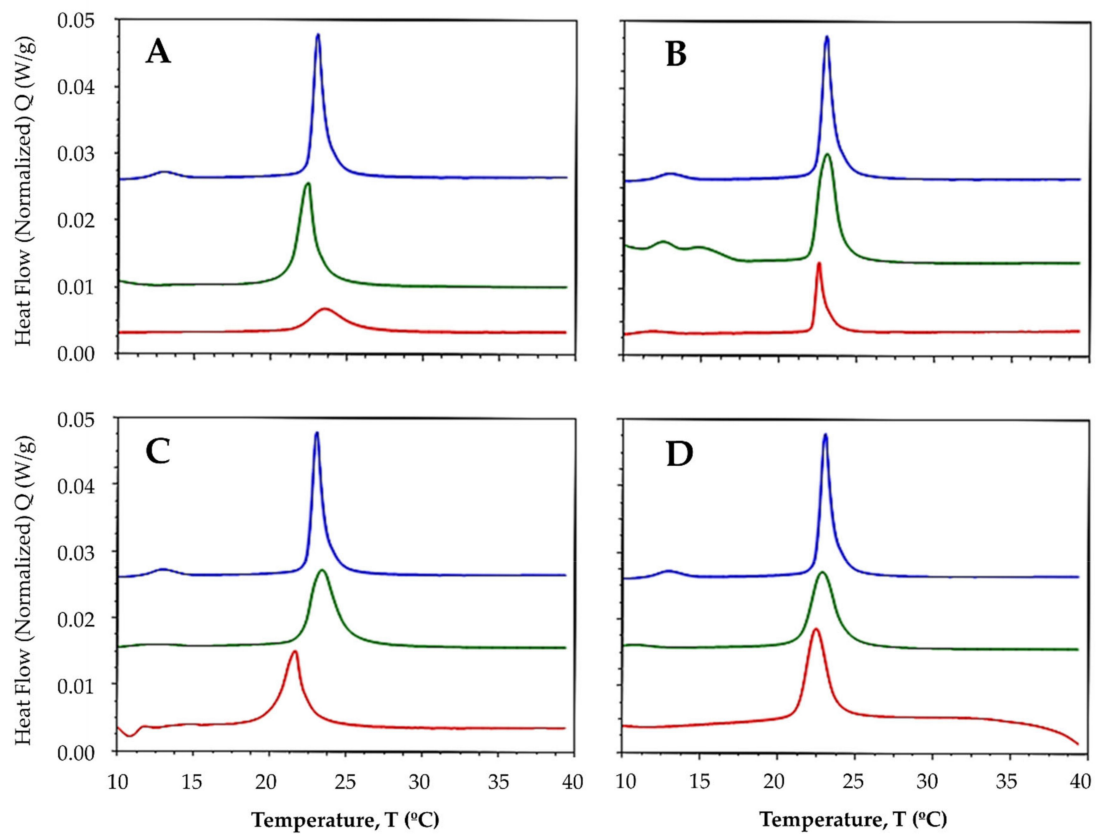 0.05
0.04
0.03
0.02
0.01
0.00
Heat Flow (Normalized) Q (W/g)
A
B
0.05
0.04
0.03
0.02
0.01
0.00
Heat Flow (Normalized) Q (W/g)
C
D
10 15 20 25 30 35 40
10 15 20 25 30 35 40
Temperature, T (ºC)
Temperature, T (ºC)